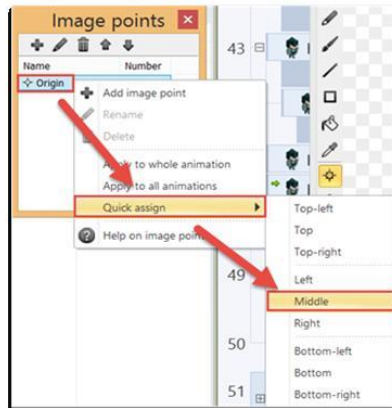 Image points
Name Number
Origin
Add image point
Rename
Delete
to whole animation
Apply to all animations
Quick assign
Help on image
Top-left
Top
Top-right
Left
Middle
Right
Bottom-left
Bottom
Bottom-right
43
49
50
51